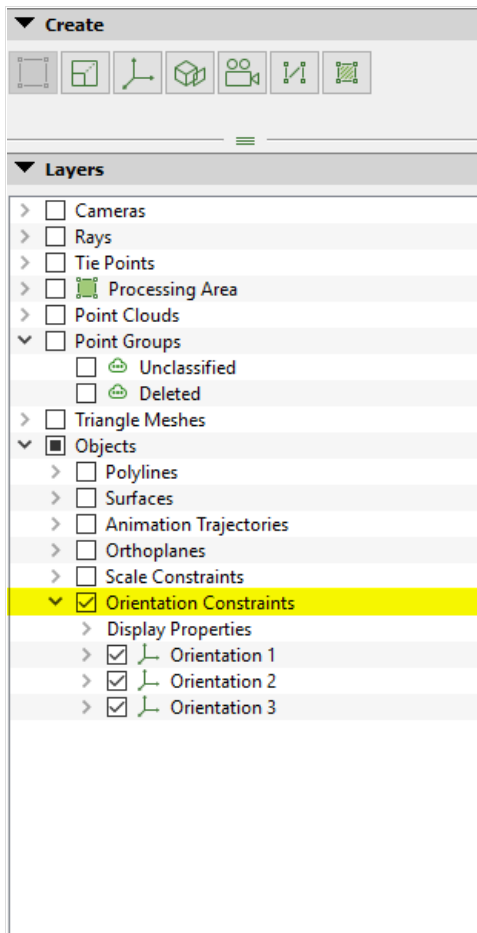 Create
Layers
Cameras
Rays
Tie Points
Processing Area
Point Clouds
Point Groups
Unclassified
Deleted
Triangle Meshes
Objects
Polylines
Surfaces
Animation Trajectories
Orthoplanes
Scale Constraints
Orientation Constraints
Display Properties
Orientation 1
Orientation 2
Orientation 3